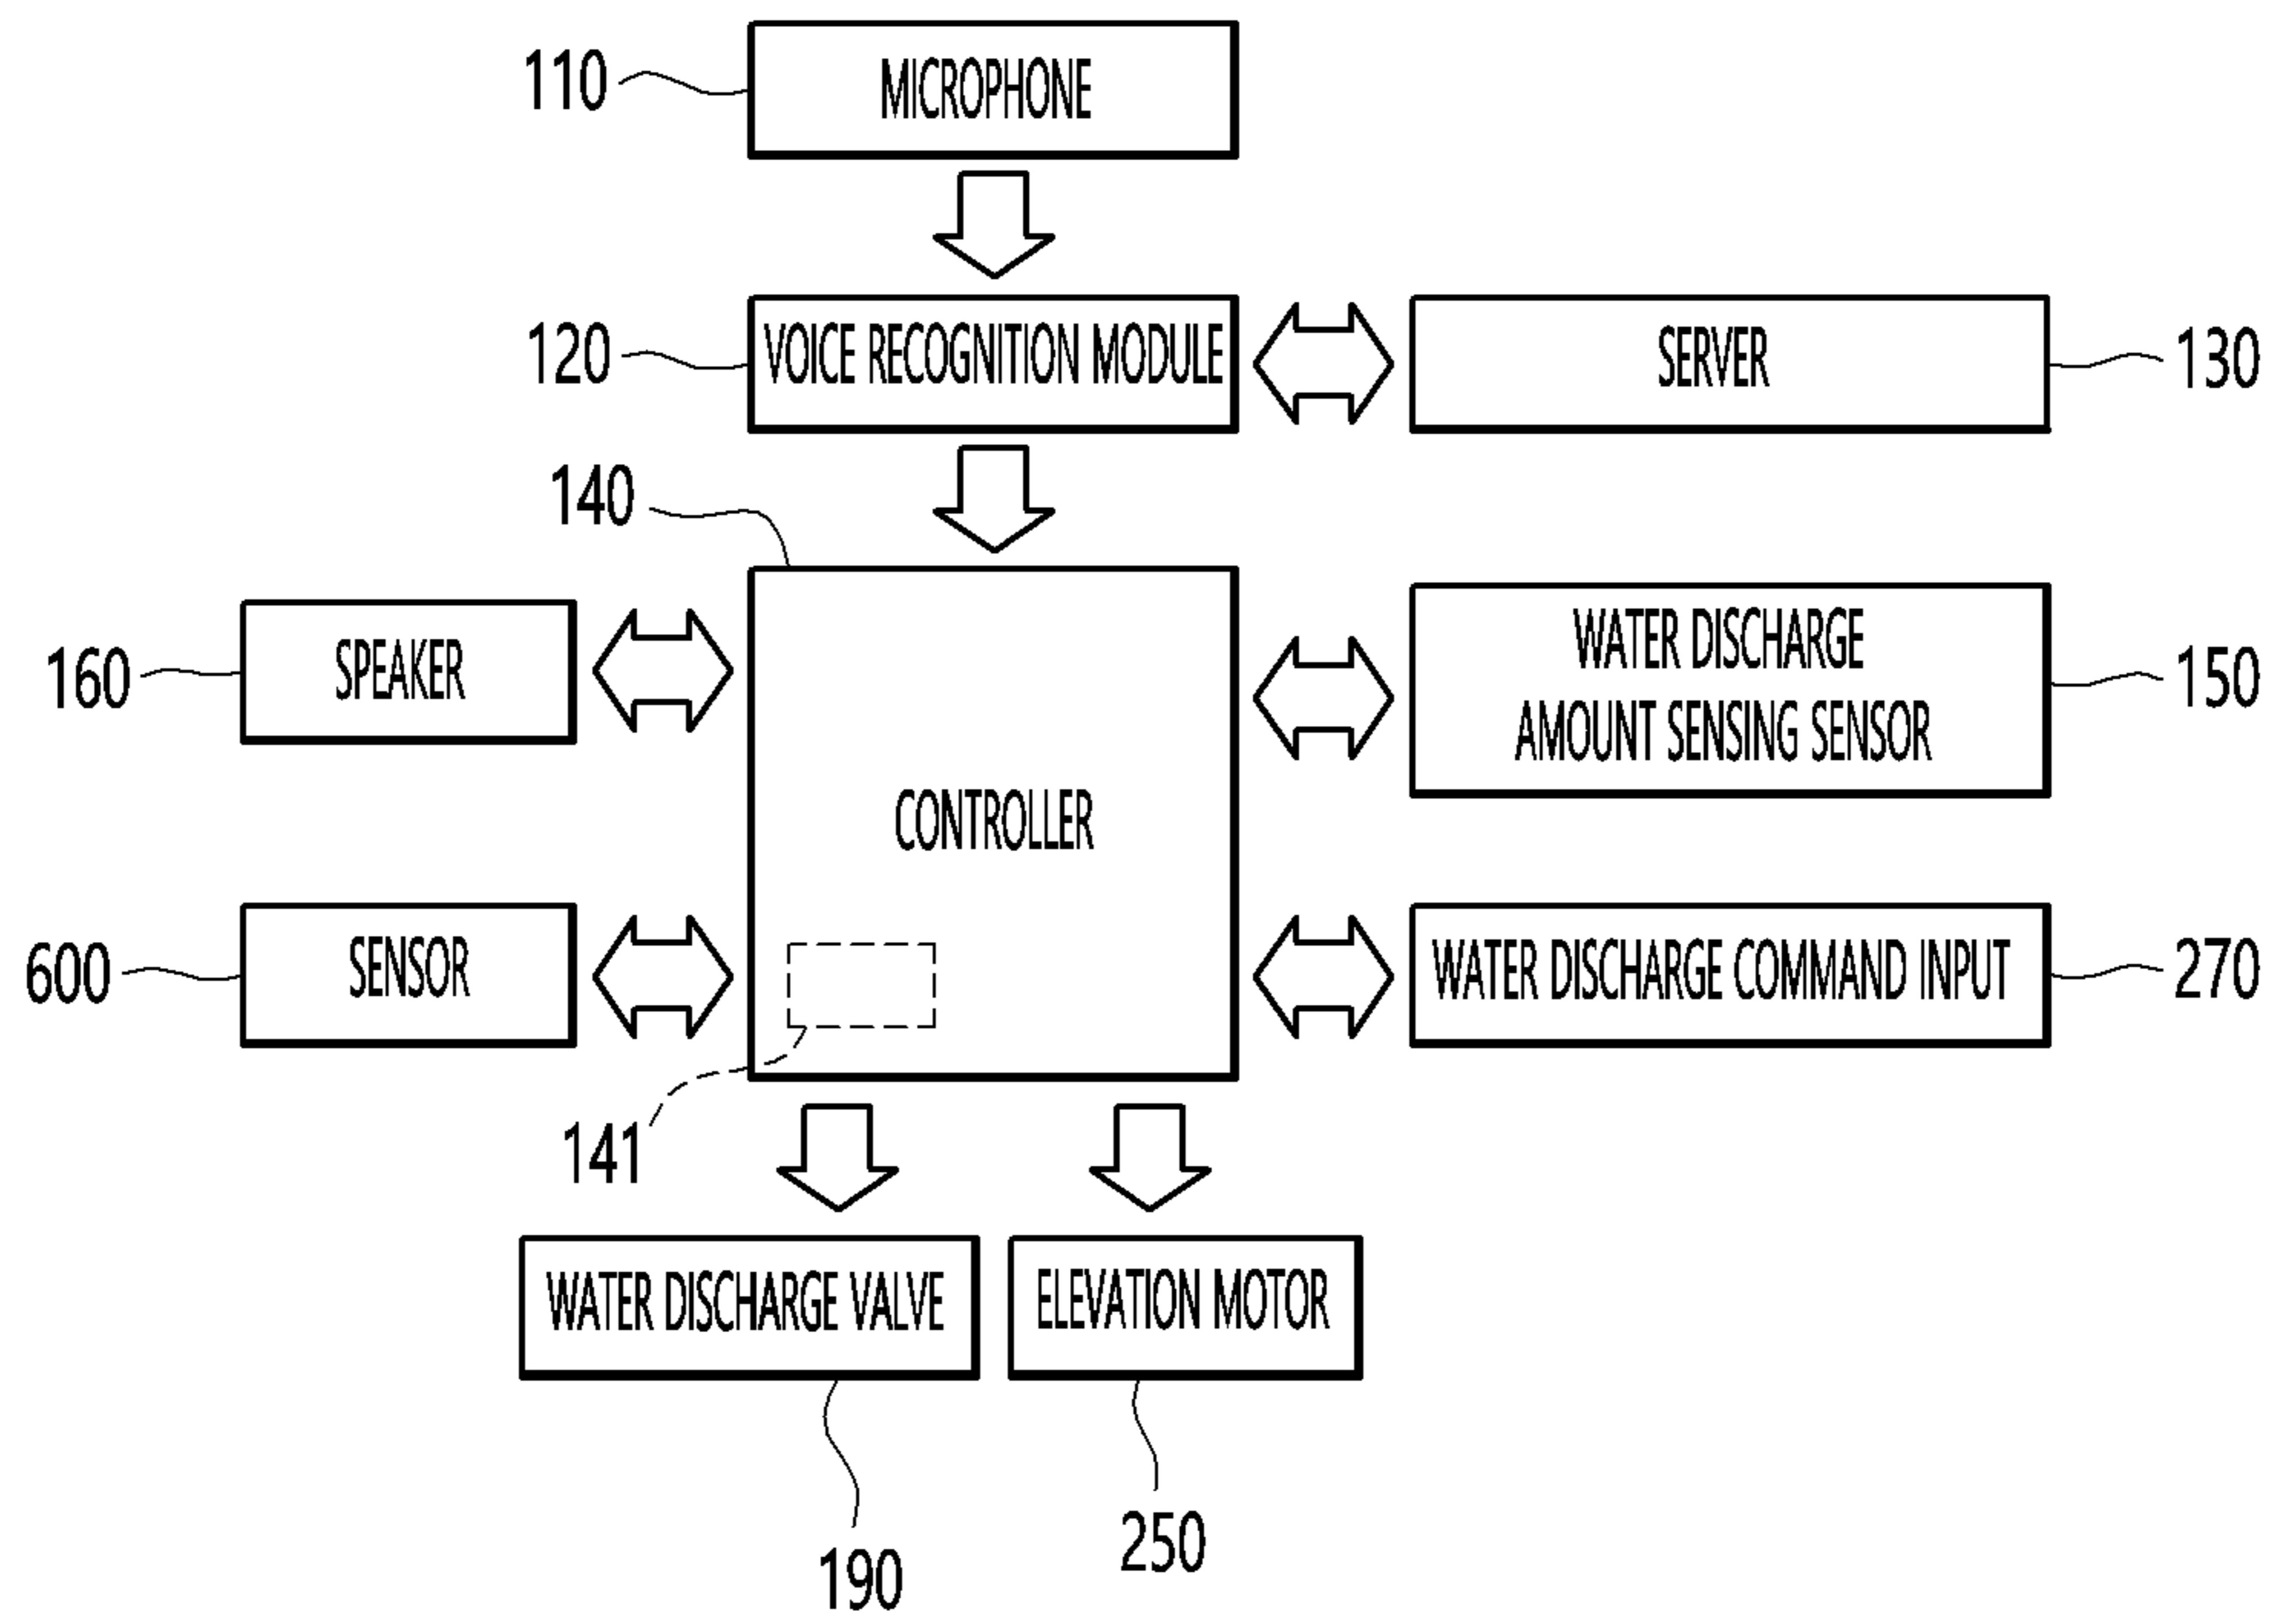 110
MICROPHONE
120
VOICE RECOGNITION MODULE
SERVER
130
140
160
SPEAKER
WATER DISCHARGE
AMOUNT SENSING SENSOR
150
CONTROLLER
600
SENSOR
WATER DISCHARGE COMMAND INPUT
270
141
WATER DISCHARGE VALVE
ELEVATION MOTOR
250
190